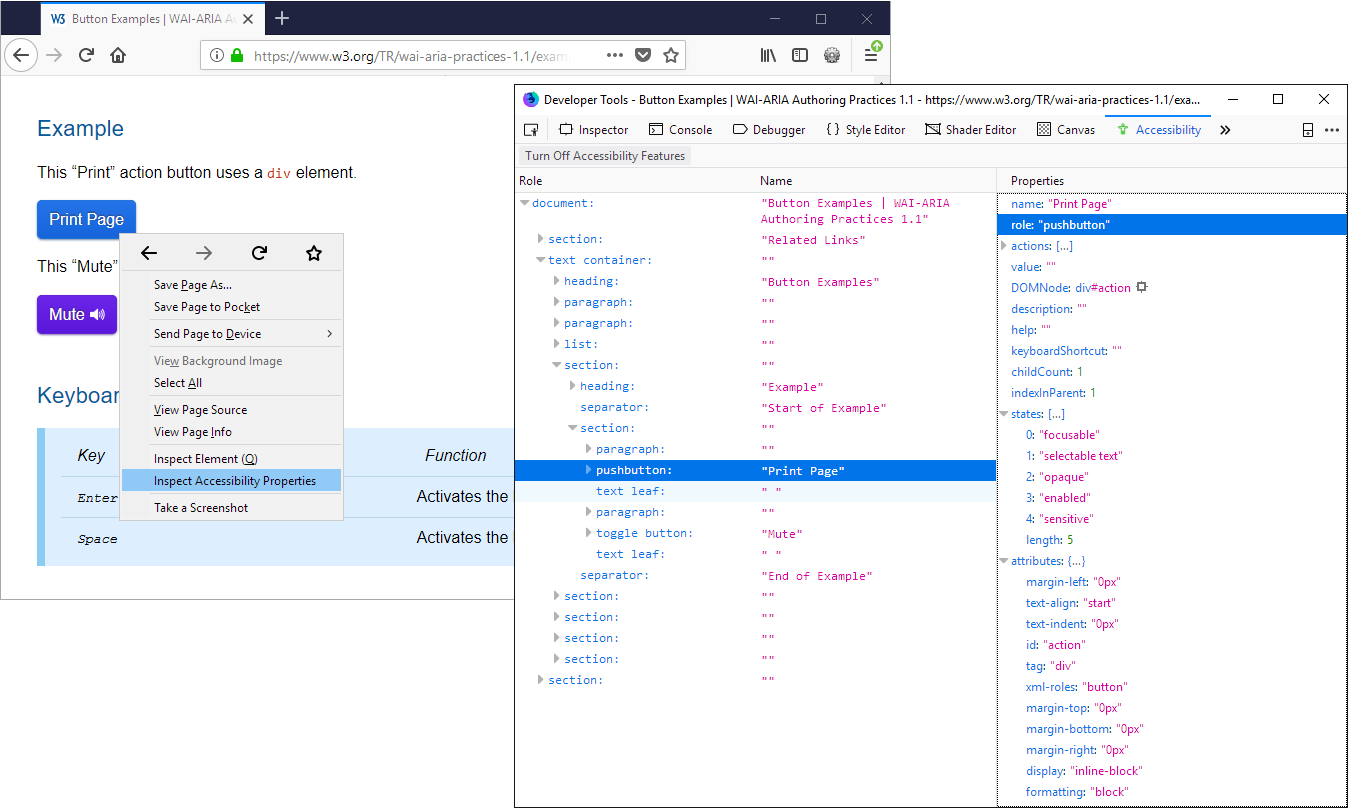 Button Examples | WAI-ARIA A
https://www.w3.org/TR/wai-aria-practices-1.1/exam
Example
This “Print” action button uses a div element.
Print Page
This “Mute”
Mute
Keyboar
Key
Function
Enter
Activates the
Space
Activates the
Save Page As...
Save Page to Pocket
Send Page to Device
View Background Image
Select All
View Page Source
View Page Info
Inspect Element (Q)
Inspect Accessibility Properties
Take a Screenshot
Developer Tools - Button Examples | WAI-ARIA Authoring Practices 1.1 - https://www.w3.org/TR/wai-aria-practices-1.1/exa...
Inspector
Console
Debugger
{ } Style Editor
Shader Editor
Canvas
Accessibility
Turn Off Accessibility Features
Role Name
document: "Button Examples | WAI-ARIA
Authoring Practices 1.1"
section: "Related Links"
text container: ""
heading: "Button Examples"
paragraph: ""
paragraph: ""
list: ""
section: ""
heading: "Example"
separator: "Start of Example"
section: ""
paragraph: ""
pushbutton: "Print Page"
text leaf: " "
paragraph: ""
toggle button: "Mute"
text leaf: " "
separator: "End of Example"
section: ""
section: ""
section: ""
section: ""
section: ""
Properties
name: "Print Page"
role: "pushbutton"
actions: [...]
value: ""
DOMNode: div#action
description: ""
help: ""
keyboardShortcut: ""
childCount: 1
indexInParent: 1
states: [...]
0: "focusable"
1: "selectable text"
2: "opaque"
3: "enabled"
4: "sensitive"
length: 5
attributes: {...}
margin-left: "0px"
text-align: "start"
text-indent: "0px"
id: "action"
tag: "div"
xml-roles: "button"
margin-top: "0px"
margin-bottom: "0px"
margin-right: "0px"
display: "inline-block"
formatting: "block"